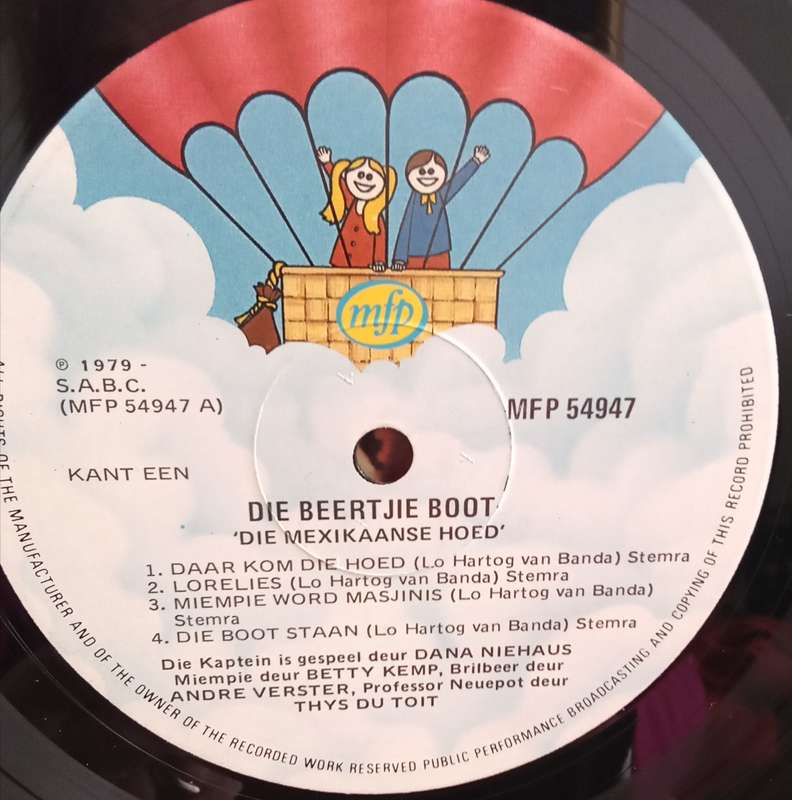 mfp
℗ 1979 -
S.A.B.C.
(MFP 54947 A)
MFP 54947
KANT EEN
DIE BEERTJIE BOOT
'DIE MEXIKAANSE HOED'
1. DAAR KOM DIE HOED (Lo Hartog van Banda) Stemra
2. LORELIES (Lo Hartog van Banda) Stemra
3. MIEMPIE WORD MASJINIS (Lo Hartog van Banda)
Stemra
4. DIE BOOT STAAN (Lo Hartog van Banda) Stemra
Die Kaptein is gespeel deur DANA NIEHAUS
Miempie deur BETTY KEMP, Brilbeer deur
ANDRE VERSTER, Professor Neuepot deur
THYS DU TOIT
OF THE MANUFACTURER AND OF THE OWNER OF THE RECORDED WORK RESERVED PUBLIC PERFORMANCE BROADCASTING AND COPYING OF THIS RECORD PROHIBITED